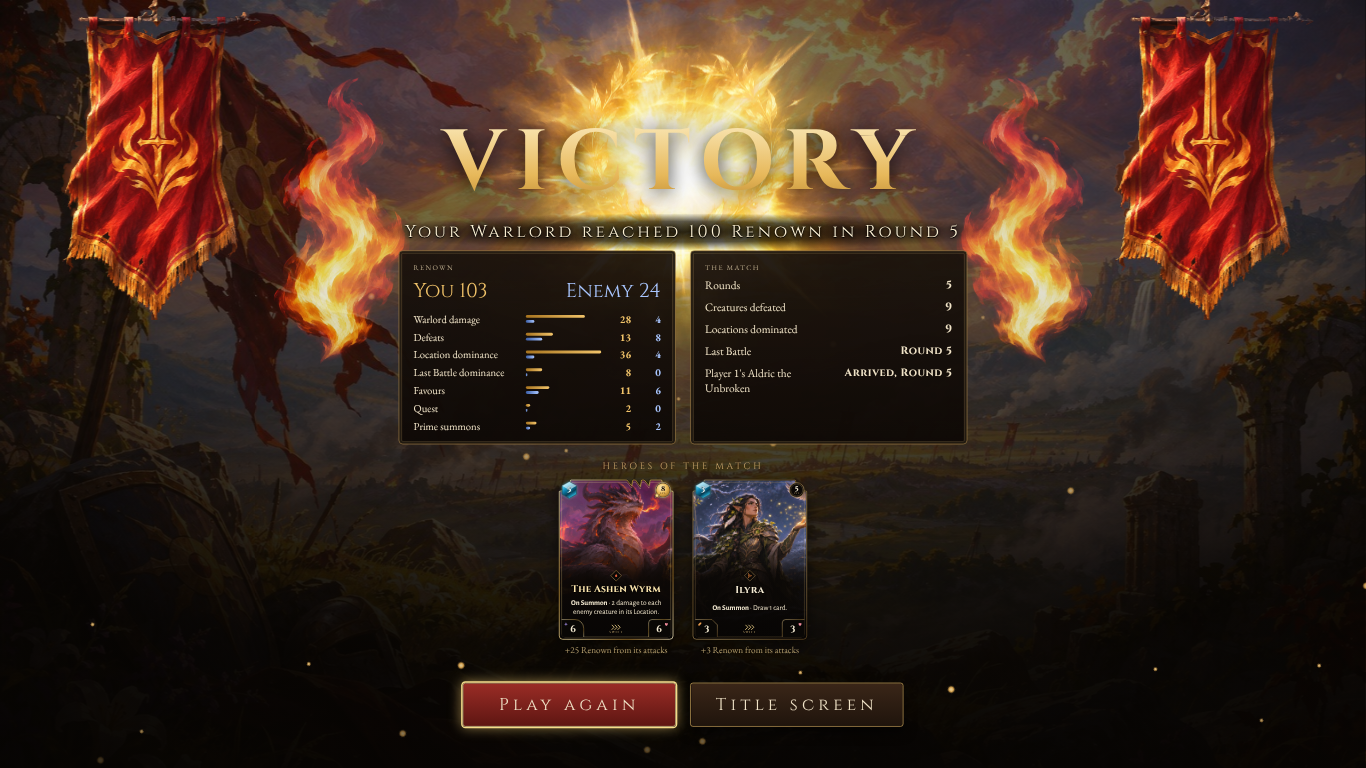 VICTORY
Your Warlord reached 100 Renown in Round 5
RENOWN
You 103 Enemy 24
Warlord damage 28 4
Defeats 13 8
Location dominance 36 4
Last Battle dominance 8 0
Favours 11 6
Quest 2 0
Prime summons 5 2
THE MATCH
Rounds 5
Creatures defeated 9
Locations dominated 9
Last Battle Round 5
Player 1's Aldric the Arrived, Round 5
Unbroken
HEROES OF THE MATCH
8
The Ashen Wyrm
On Summon · 2 damage to each
enemy creature in its Location.
6 6
+25 Renown from its attacks
5
Ilyra
On Summon · Draw 1 card.
3 3
+3 Renown from its attacks
Play Again
Title Screen